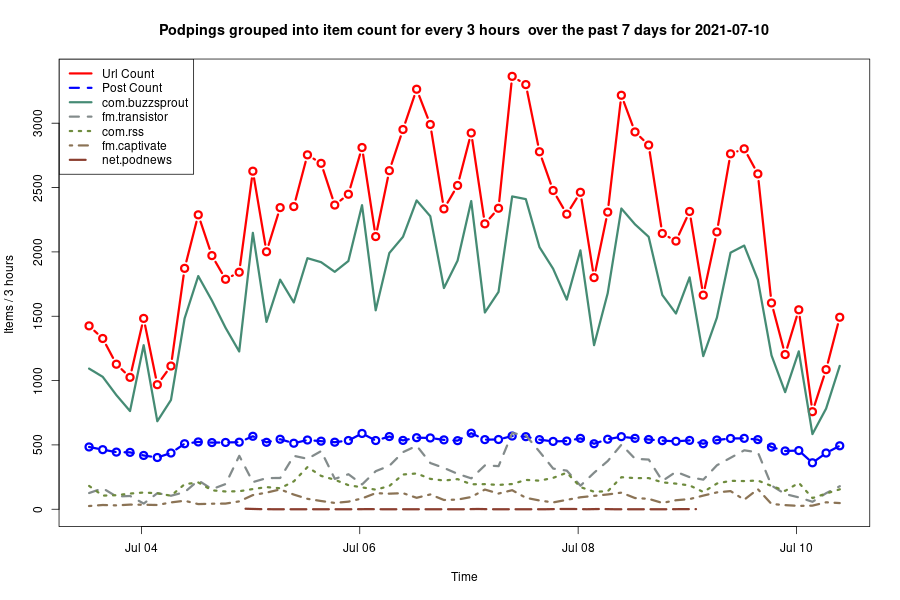 Podpings grouped into item count for every 3 hours  over the past 7 days for 2021-07-10
Url Count
Post Count
com.buzzsprout
fm.transistor
com.rss
fm.captivate
net.podnews
Items / 3 hours
3000
2500
2000
1500
1000
500
0
Jul 04
Jul 06
Jul 08
Jul 10
Time